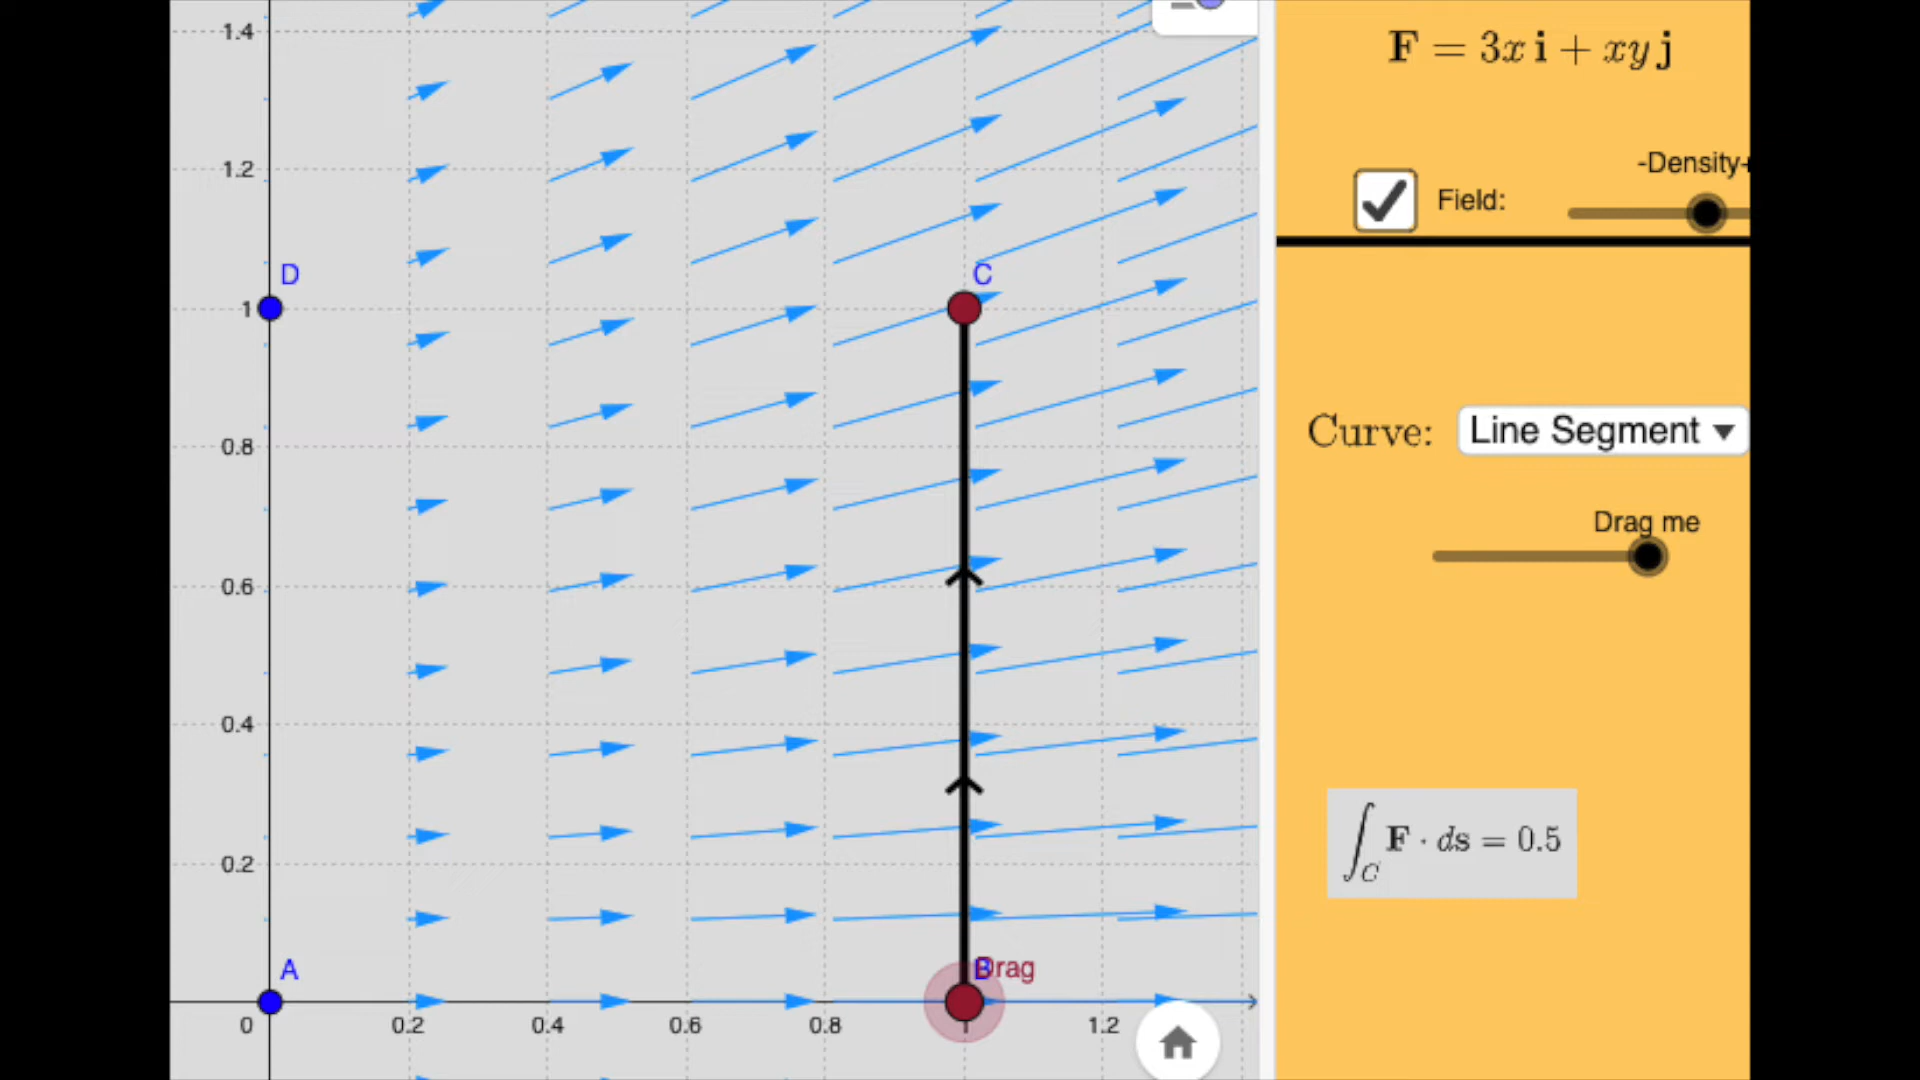 1.4
1.2
1
0.8
0.6
0.4
0.2
0 0.2 0.4 0.6 0.8 1 1.2
D
C
A
B
Drag
F = 3x i + xy j
-Density+
Field:
Curve: Line Segment
Drag me
∫_C F · ds = 0.5